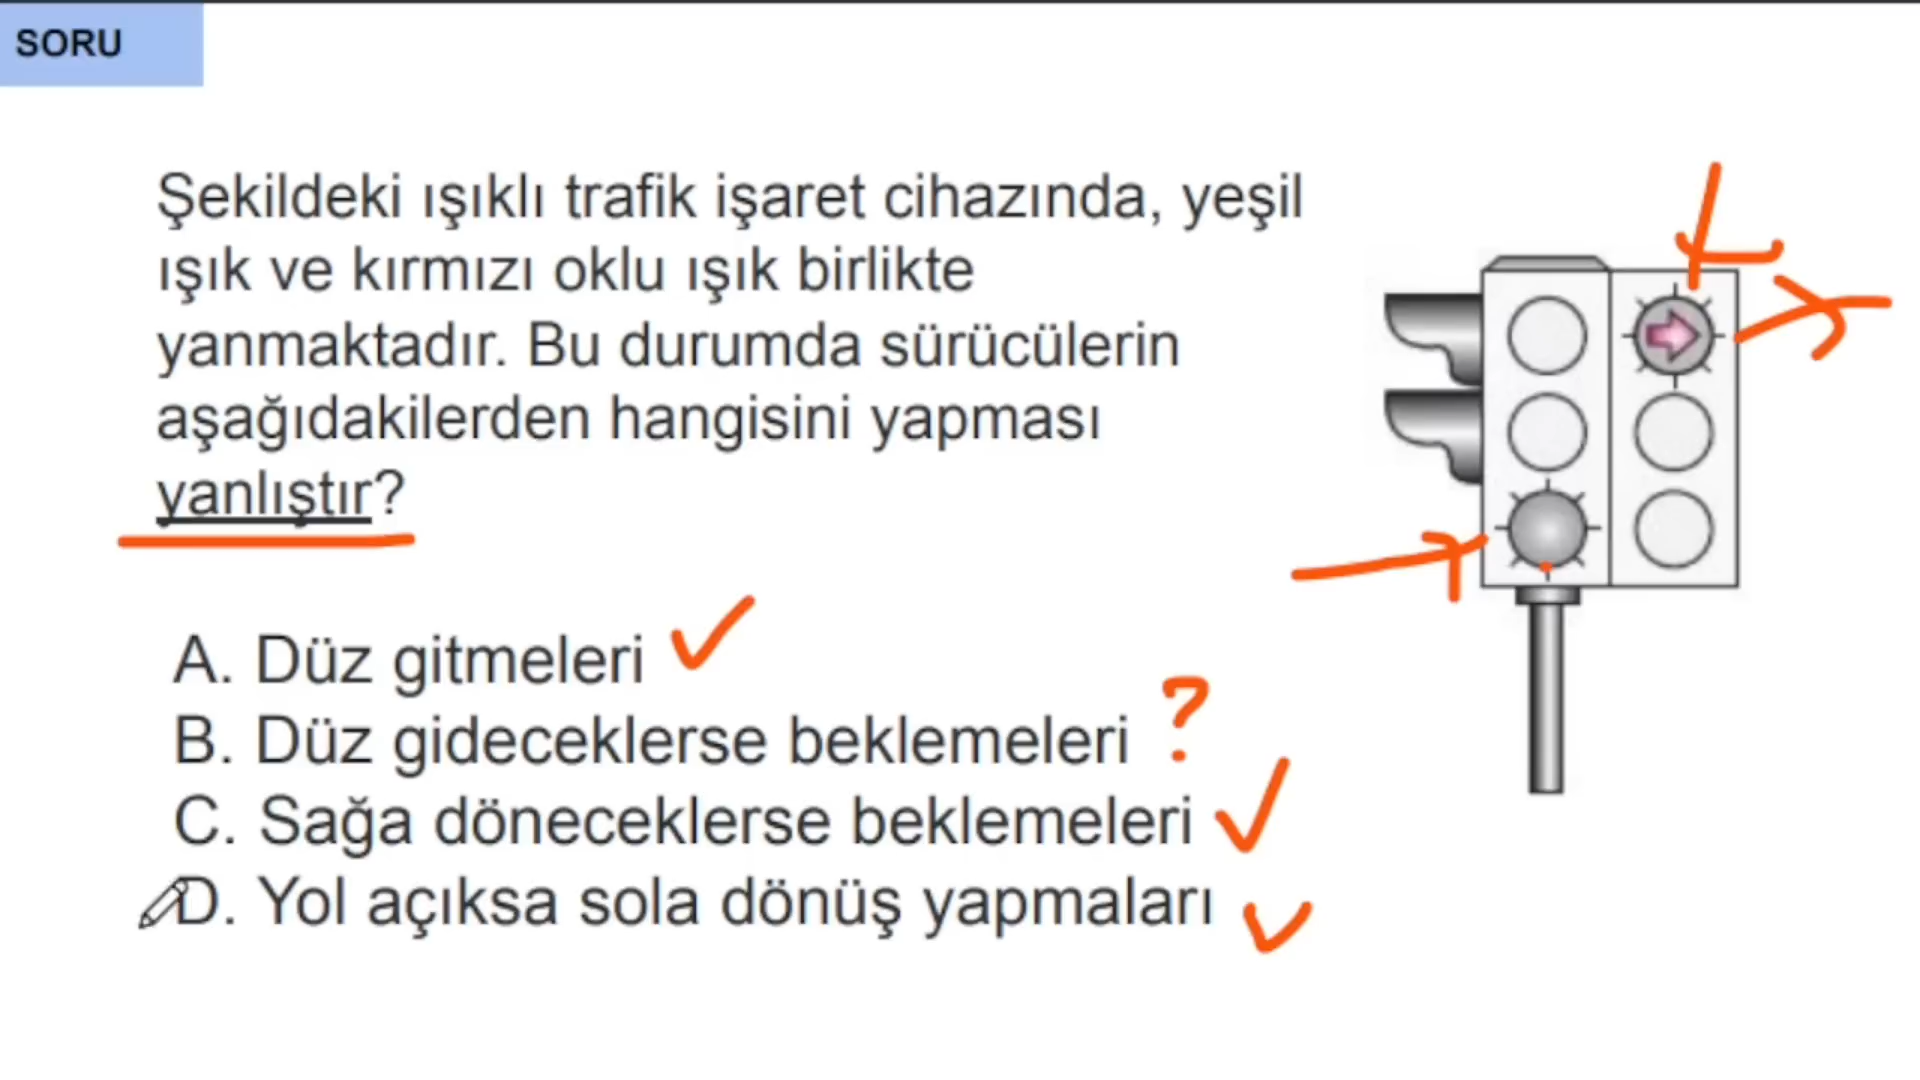 SORU
Şekildeki ışıklı trafik işaret cihazında, yeşil
ışık ve kırmızı oklu ışık birlikte
yanmaktadır. Bu durumda sürücülerin
aşağıdakilerden hangisini yapması
yanlıştır?
A. Düz gitmeleri
B. Düz gideceklerse beklemeleri ?
C. Sağa döneceklerse beklemeleri
D. Yol açıksa sola dönüş yapmaları